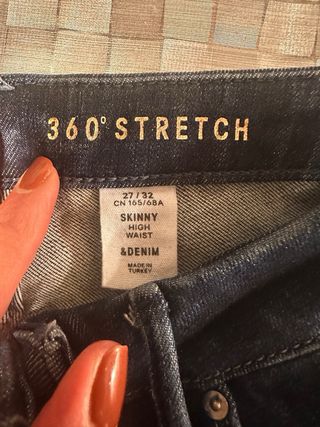 360° STRETCH
27 / 32
CN 165/68A
SKINNY
HIGH
WAIST
&DENIM
MADE IN
TURKEY